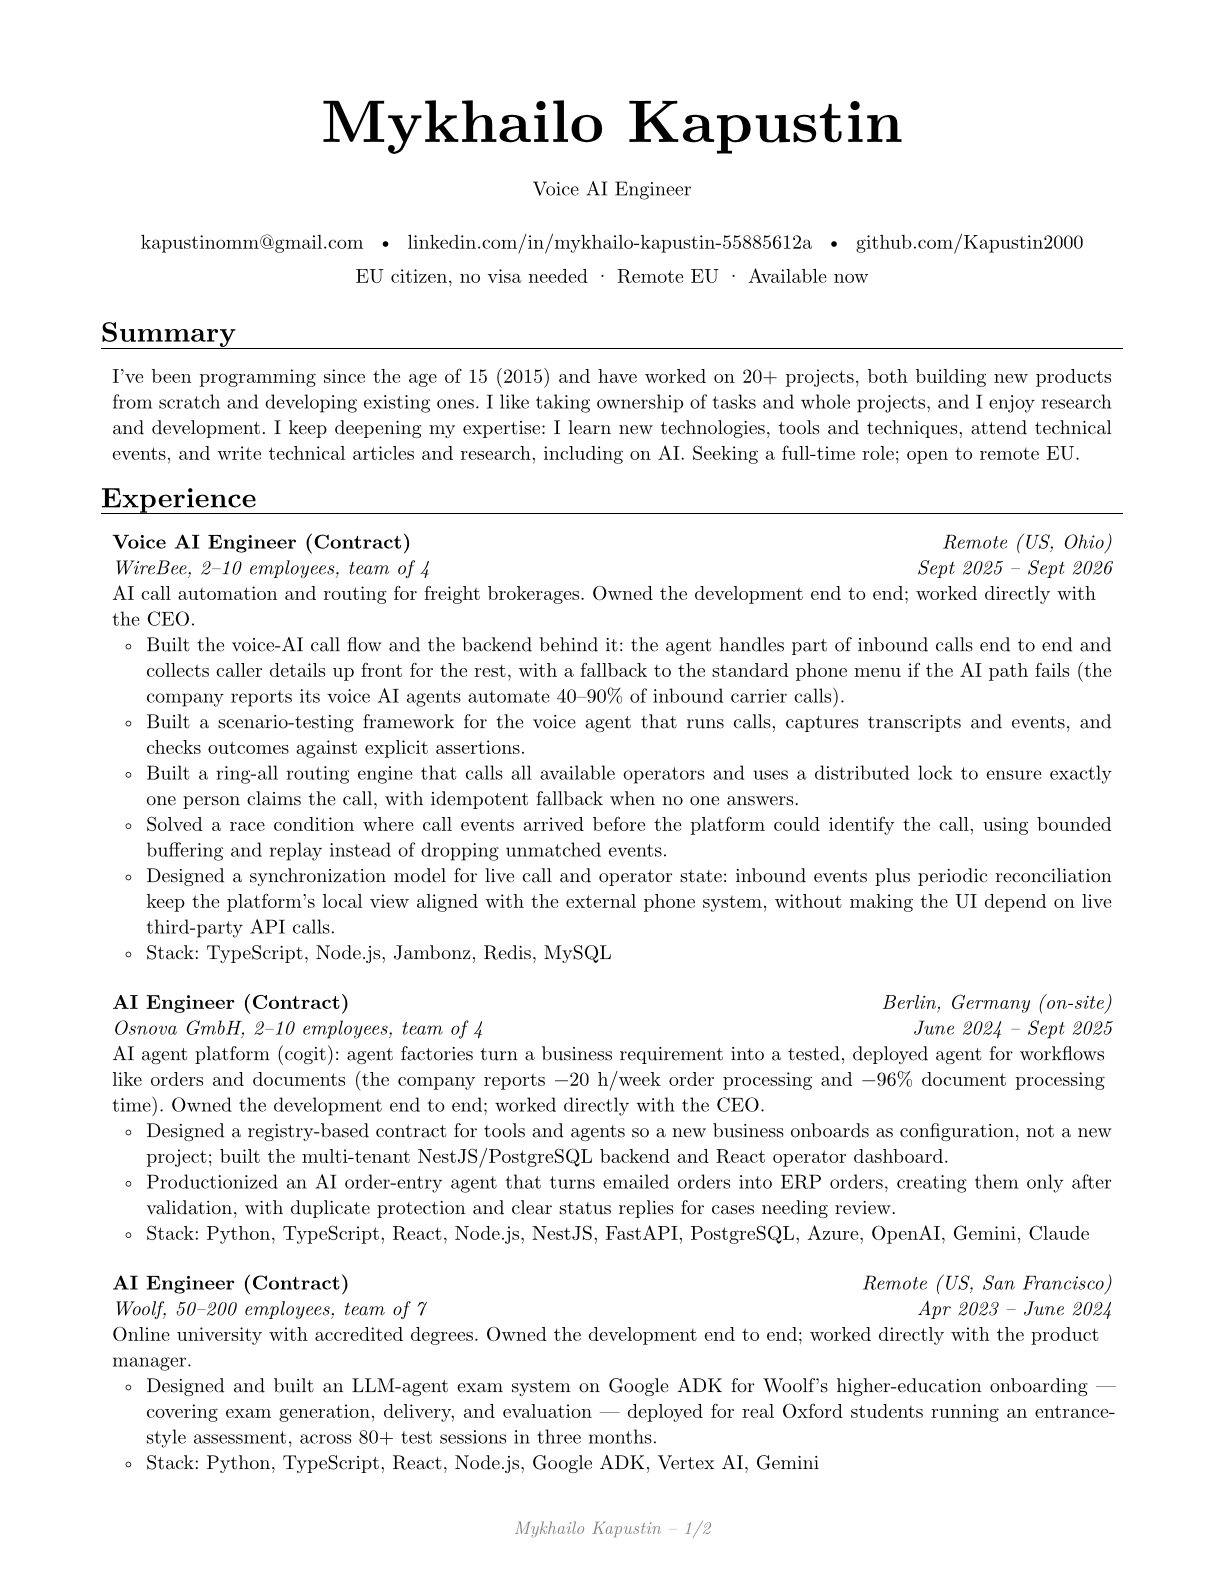 Mykhailo Kapustin
Voice AI Engineer
kapustinomm@gmail.com • linkedin.com/in/mykhailo-kapustin-55885612a • github.com/Kapustin2000
EU citizen, no visa needed · Remote EU · Available now
Summary
I've been programming since the age of 15 (2015) and have worked on 20+ projects, both building new products
from scratch and developing existing ones. I like taking ownership of tasks and whole projects, and I enjoy research
and development. I keep deepening my expertise: I learn new technologies, tools and techniques, attend technical
events, and write technical articles and research, including on AI. Seeking a full-time role; open to remote EU.
Experience
Voice AI Engineer (Contract) Remote (US, Ohio)
WireBee, 2–10 employees, team of 4 Sept 2025 – Sept 2026
AI call automation and routing for freight brokerages. Owned the development end to end; worked directly with
the CEO.
◦ Built the voice-AI call flow and the backend behind it: the agent handles part of inbound calls end to end and
collects caller details up front for the rest, with a fallback to the standard phone menu if the AI path fails (the
company reports its voice AI agents automate 40–90% of inbound carrier calls).
◦ Built a scenario-testing framework for the voice agent that runs calls, captures transcripts and events, and
checks outcomes against explicit assertions.
◦ Built a ring-all routing engine that calls all available operators and uses a distributed lock to ensure exactly
one person claims the call, with idempotent fallback when no one answers.
◦ Solved a race condition where call events arrived before the platform could identify the call, using bounded
buffering and replay instead of dropping unmatched events.
◦ Designed a synchronization model for live call and operator state: inbound events plus periodic reconciliation
keep the platform's local view aligned with the external phone system, without making the UI depend on live
third-party API calls.
◦ Stack: TypeScript, Node.js, Jambonz, Redis, MySQL
AI Engineer (Contract) Berlin, Germany (on-site)
Osnova GmbH, 2–10 employees, team of 4 June 2024 – Sept 2025
AI agent platform (cogit): agent factories turn a business requirement into a tested, deployed agent for workflows
like orders and documents (the company reports −20 h/week order processing and −96% document processing
time). Owned the development end to end; worked directly with the CEO.
◦ Designed a registry-based contract for tools and agents so a new business onboards as configuration, not a new
project; built the multi-tenant NestJS/PostgreSQL backend and React operator dashboard.
◦ Productionized an AI order-entry agent that turns emailed orders into ERP orders, creating them only after
validation, with duplicate protection and clear status replies for cases needing review.
◦ Stack: Python, TypeScript, React, Node.js, NestJS, FastAPI, PostgreSQL, Azure, OpenAI, Gemini, Claude
AI Engineer (Contract) Remote (US, San Francisco)
Woolf, 50–200 employees, team of 7 Apr 2023 – June 2024
Online university with accredited degrees. Owned the development end to end; worked directly with the product
manager.
◦ Designed and built an LLM-agent exam system on Google ADK for Woolf's higher-education onboarding —
covering exam generation, delivery, and evaluation — deployed for real Oxford students running an entrance-
style assessment, across 80+ test sessions in three months.
◦ Stack: Python, TypeScript, React, Node.js, Google ADK, Vertex AI, Gemini
Mykhailo Kapustin – 1/2